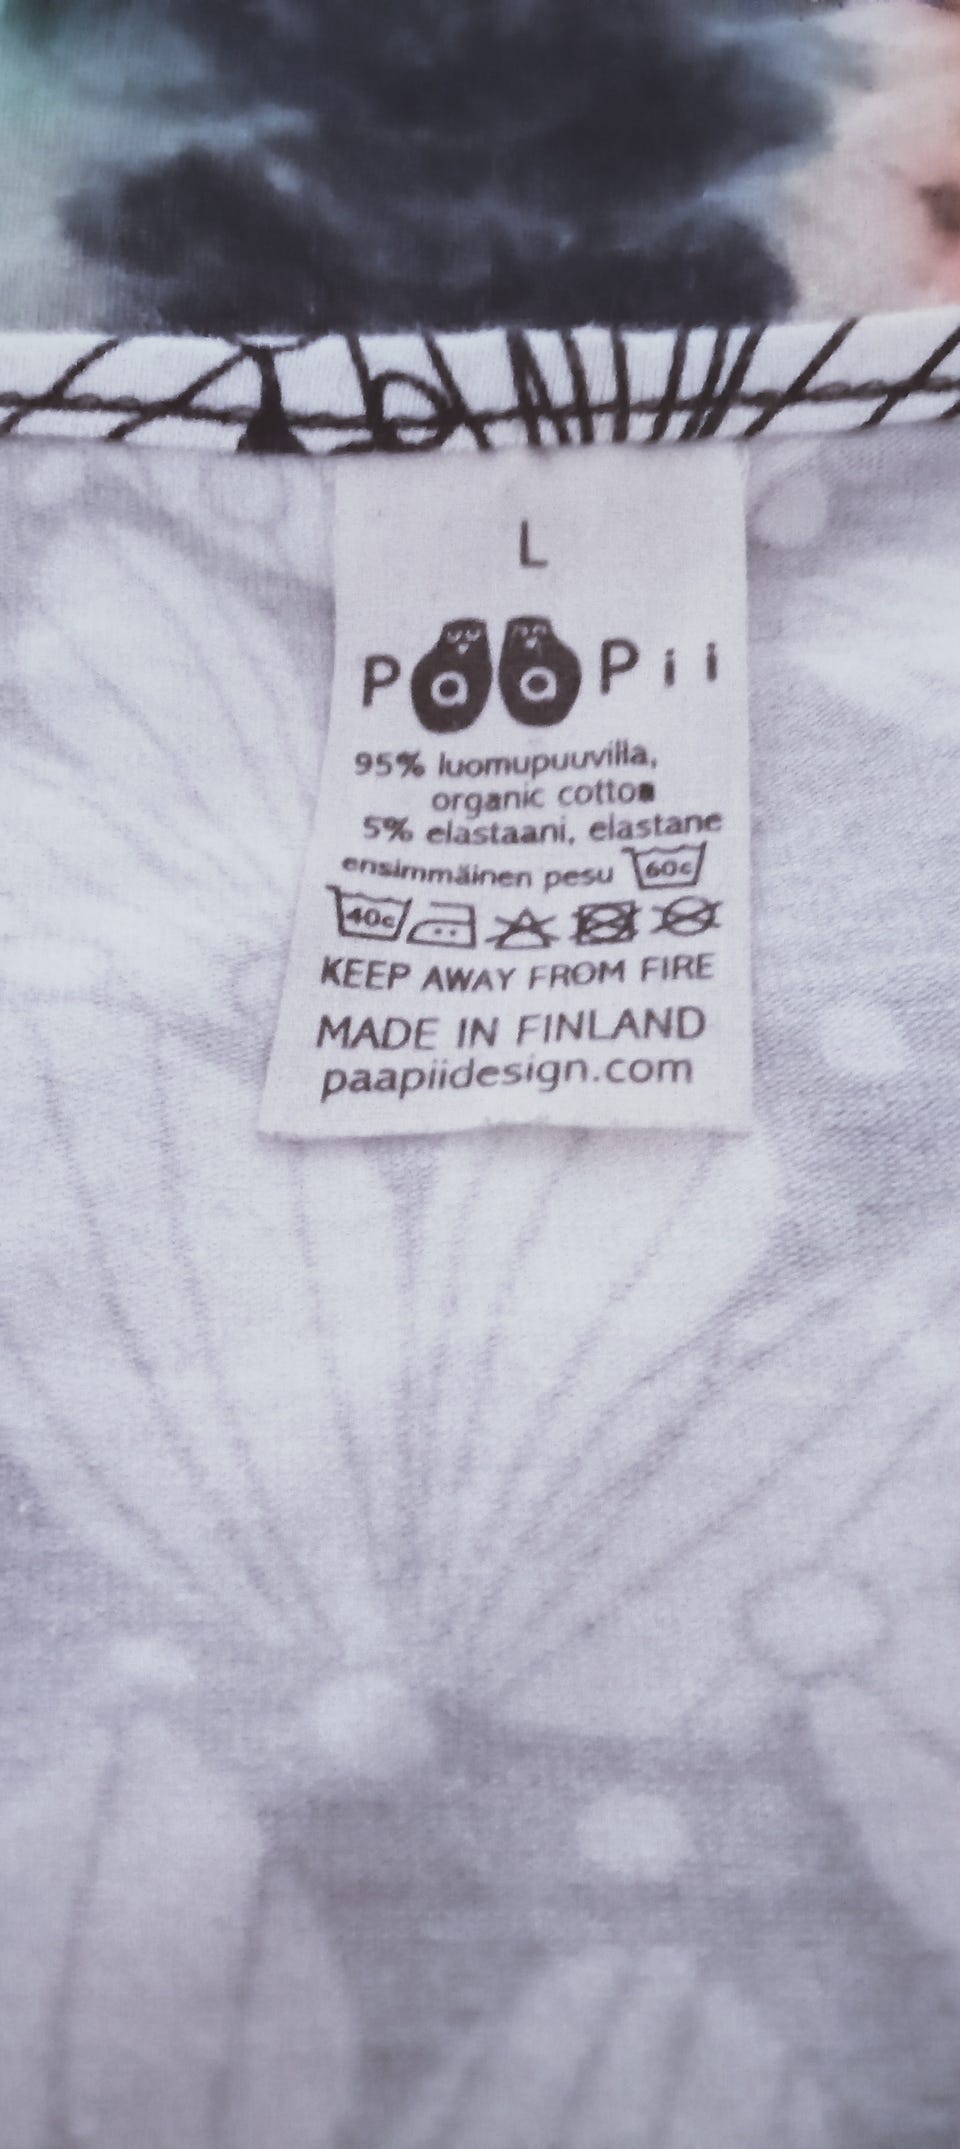 L
PaaPii
95% luomupuuvilla,
organic cotton
5% elastaani, elastane
ensimmäinen pesu 60c
40c
KEEP AWAY FROM FIRE
MADE IN FINLAND
paapiidesign.com